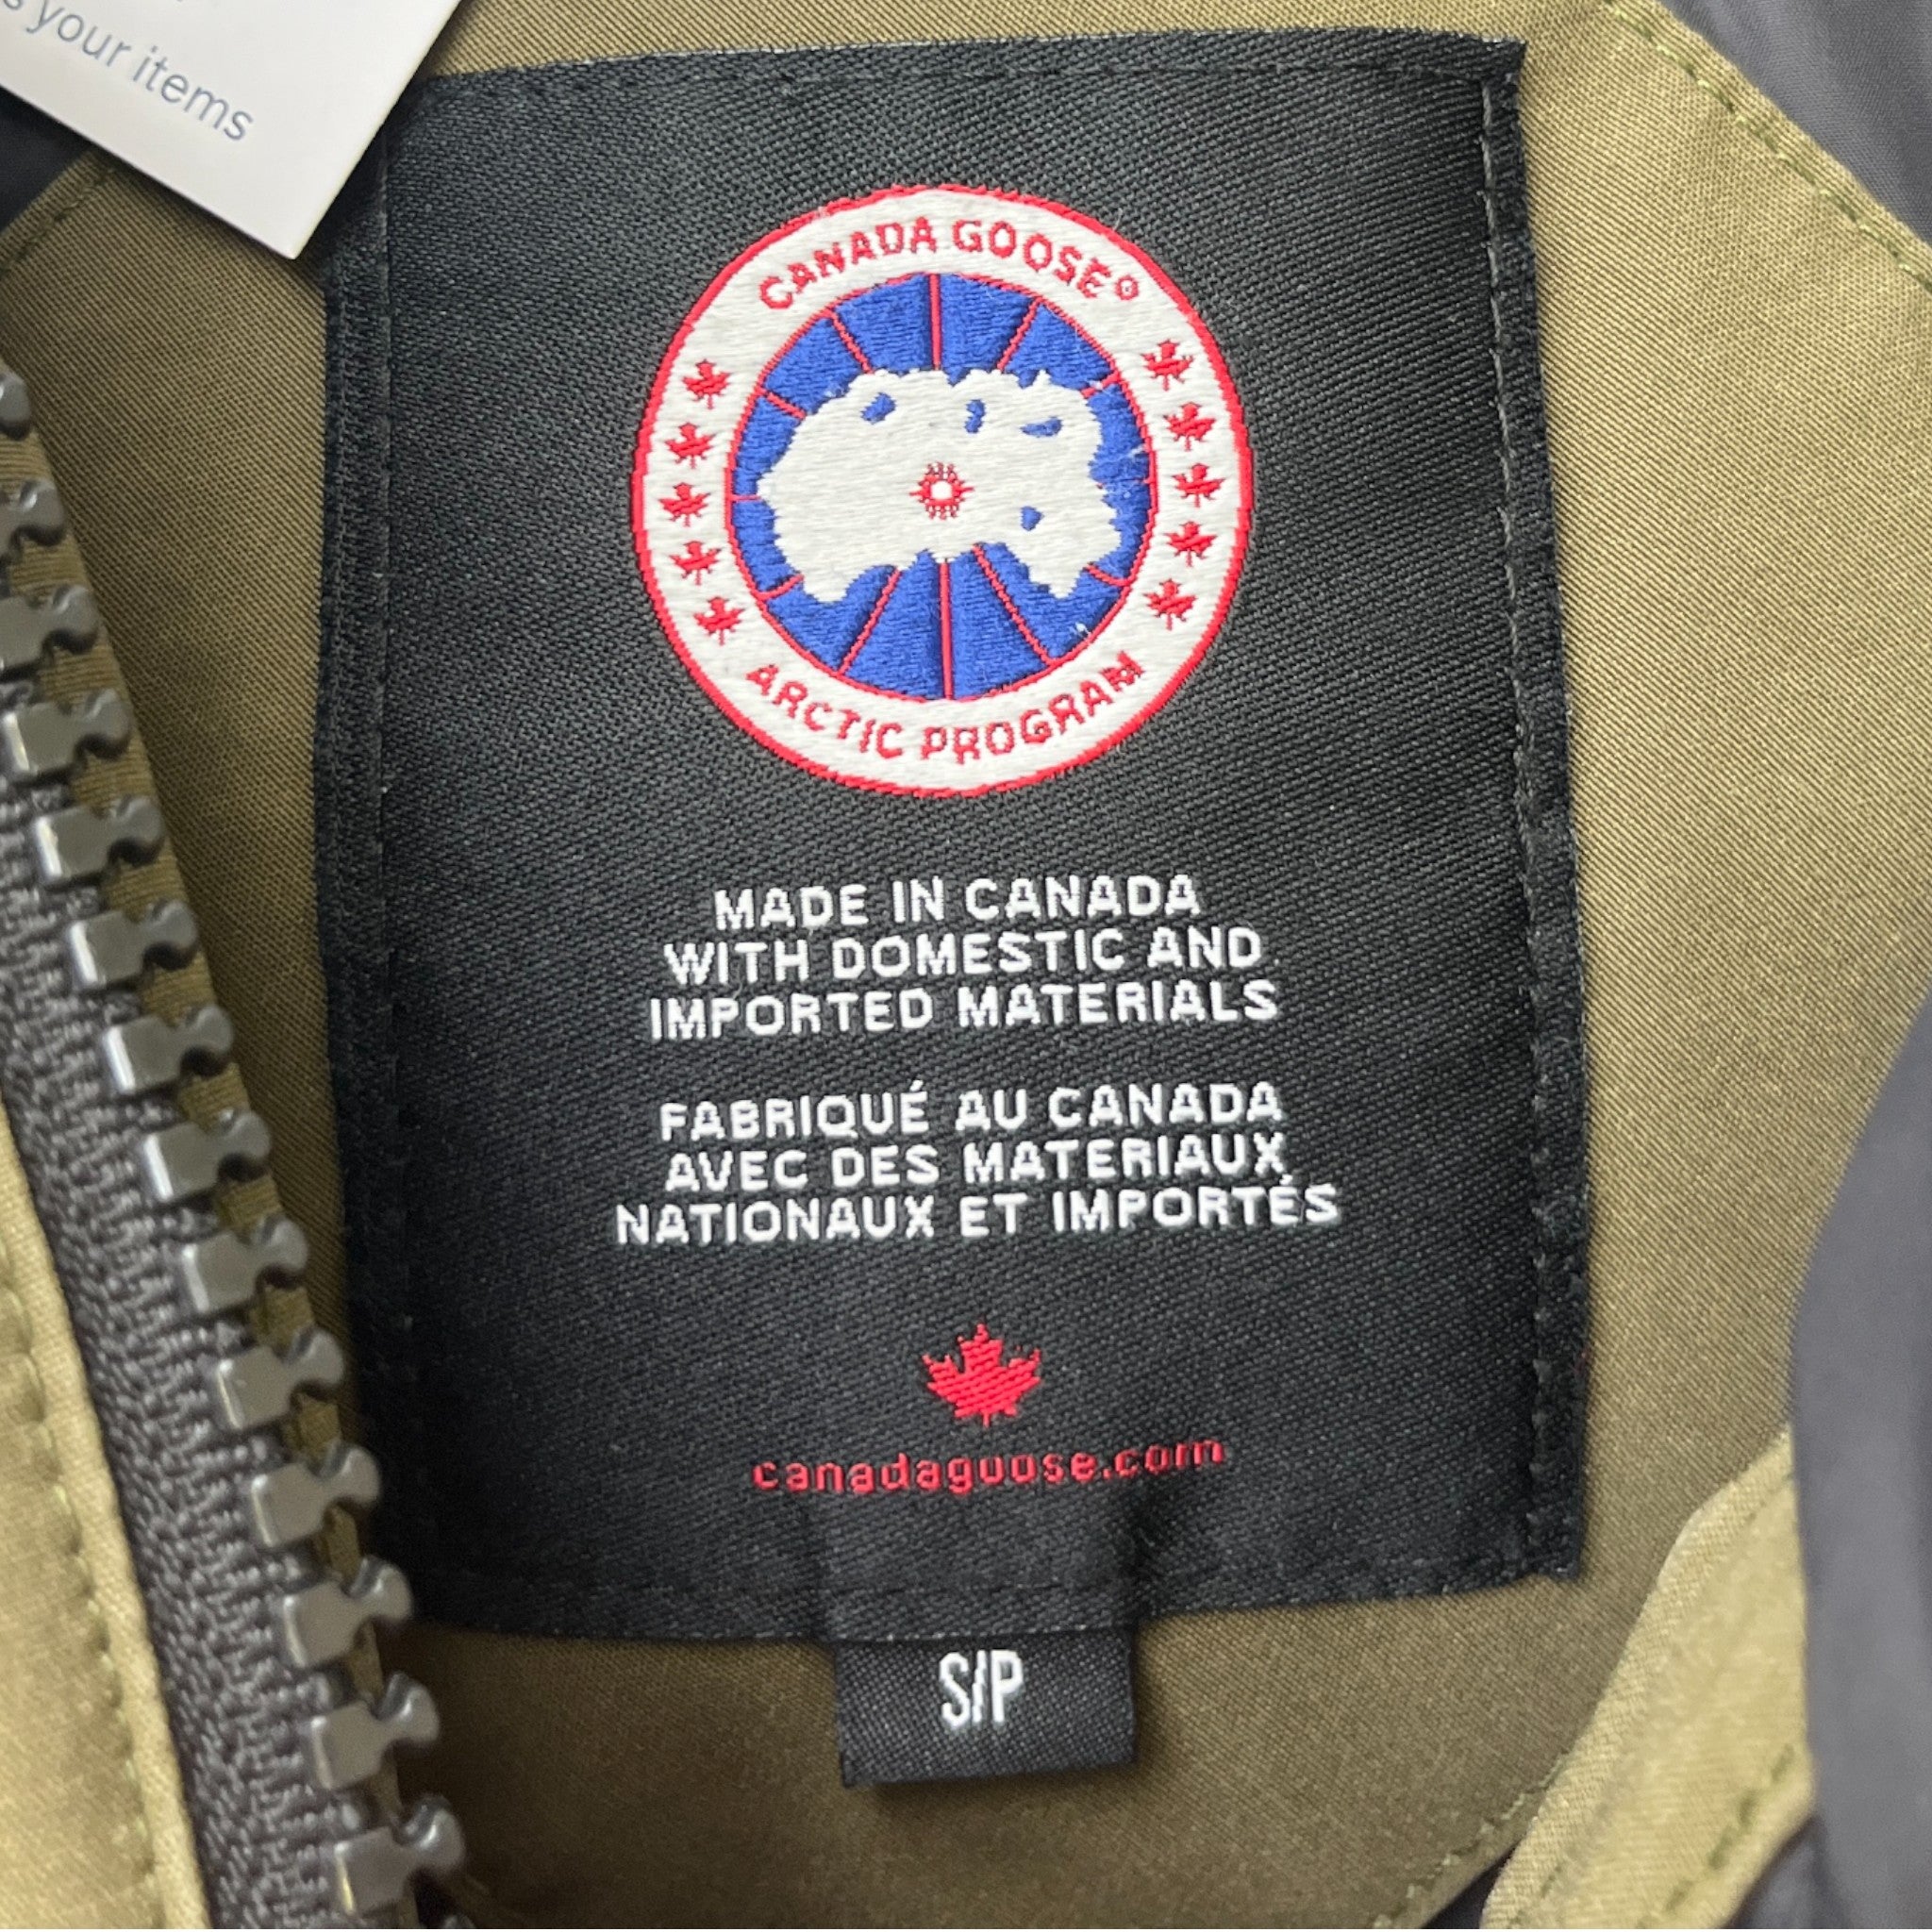 s your items
CANADA GOOSE®
ARCTIC PROGRAM
MADE IN CANADA
WITH DOMESTIC AND
IMPORTED MATERIALS
FABRIQUÉ AU CANADA
AVEC DES MATERIAUX
NATIONAUX ET IMPORTÉS
canadagoose.com
S/P